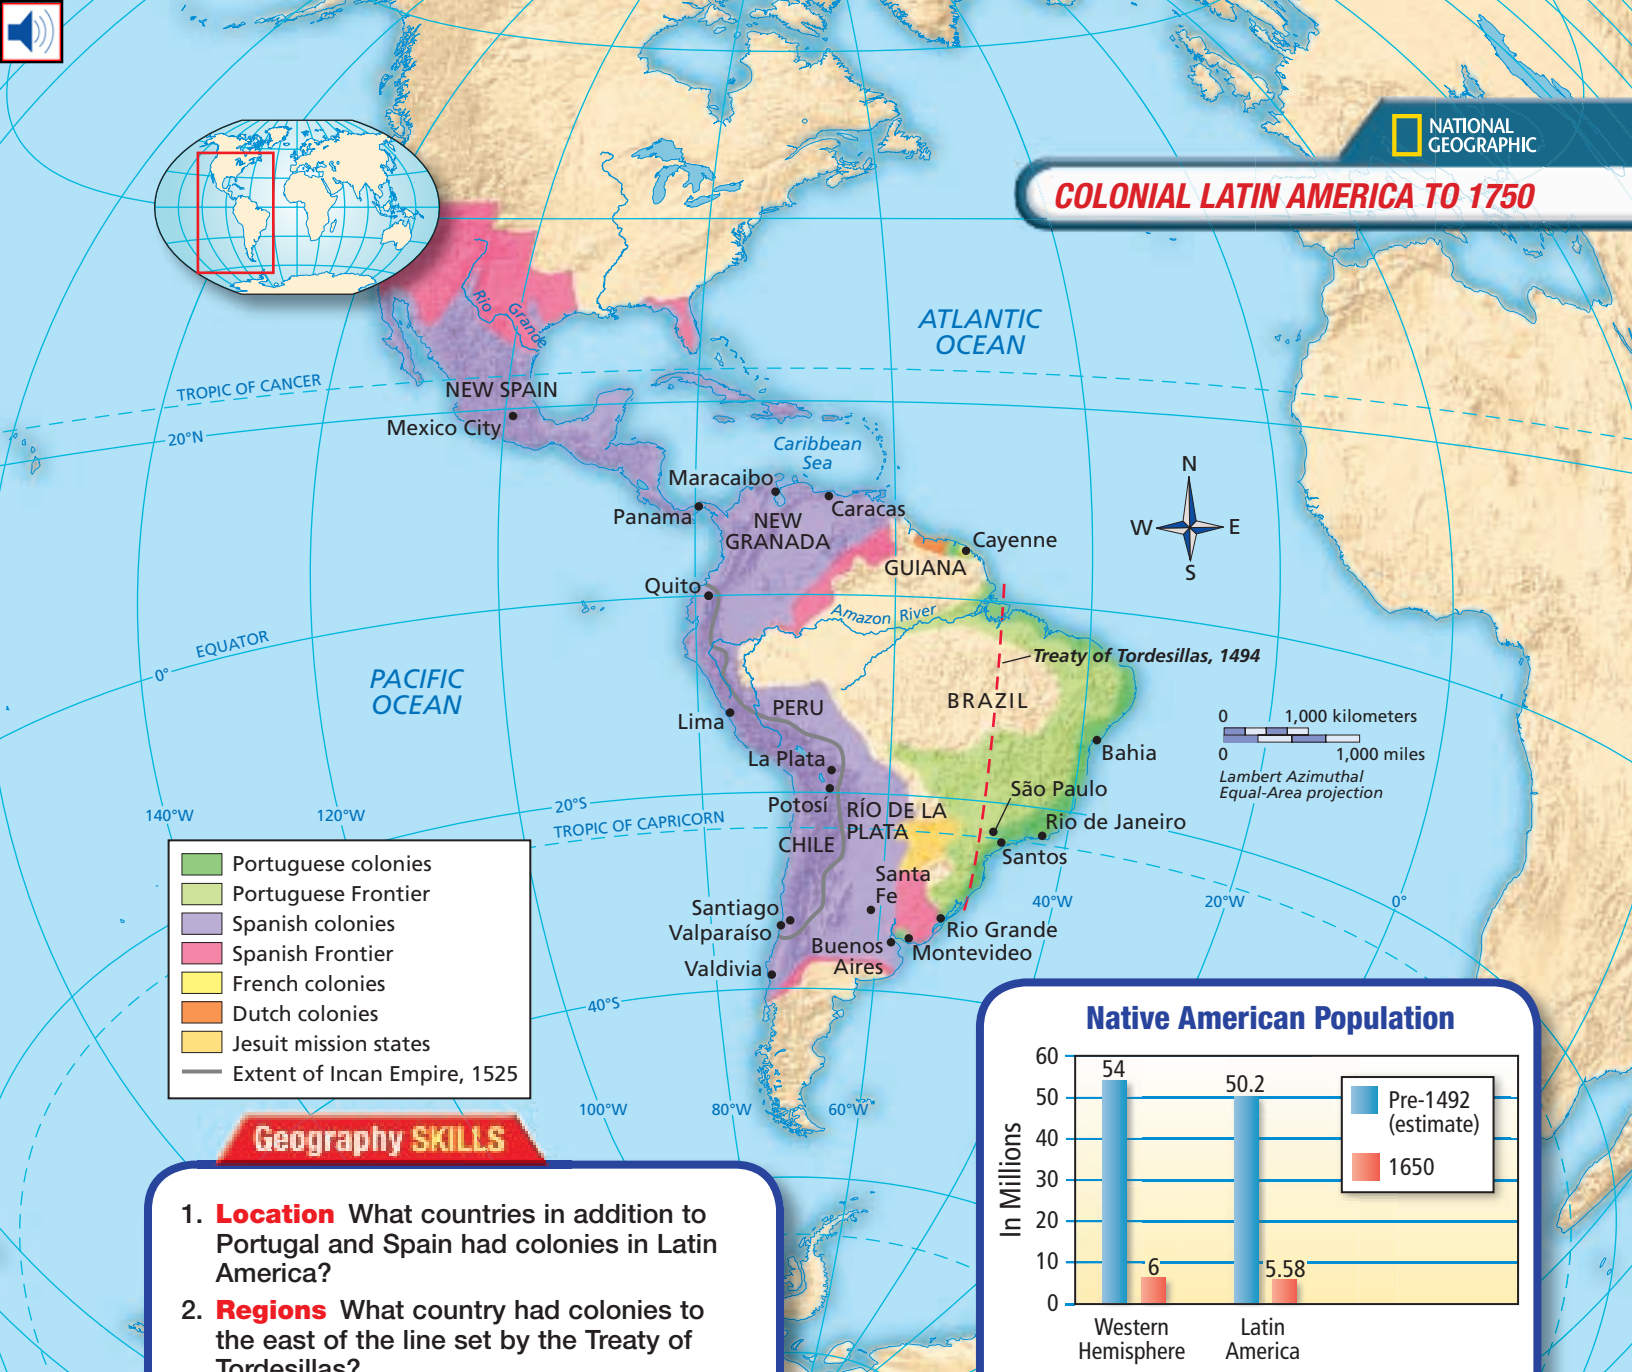 NATIONAL
GEOGRAPHIC
COLONIAL LATIN AMERICA TO 1750
Rio Grande
ATLANTIC
OCEAN
TROPIC OF CANCER
NEW SPAIN
20°N
Mexico City
Caribbean
Sea
Maracaibo
Caracas
Panama
NEW
GRANADA
N
W
E
S
Cayenne
GUIANA
Quito
Amazon River
EQUATOR
0°
Treaty of Tordesillas, 1494
PACIFIC
OCEAN
BRAZIL
PERU
Lima
0 1,000 kilometers
0 1,000 miles
Lambert Azimuthal
Equal-Area projection
Bahia
La Plata
São Paulo
Potosí
RÍO DE LA
PLATA
20°S
TROPIC OF CAPRICORN
Rio de Janeiro
CHILE
Santos
140°W
120°W
Santa
Fe
40°W
20°W
0°
Santiago
Valparaíso
Rio Grande
Buenos
Aires
Montevideo
Valdivia
40°S
100°W
80°W
60°W
Portuguese colonies
Portuguese Frontier
Spanish colonies
Spanish Frontier
French colonies
Dutch colonies
Jesuit mission states
Extent of Incan Empire, 1525
Geography SKILLS
1. Location What countries in addition to
Portugal and Spain had colonies in Latin
America?
2. Regions What country had colonies to
the east of the line set by the Treaty of
Tordesillas?
Native American Population
In Millions
60
50
40
30
20
10
0
54
6
50.2
5.58
Pre-1492
(estimate)
1650
Western
Hemisphere
Latin
America